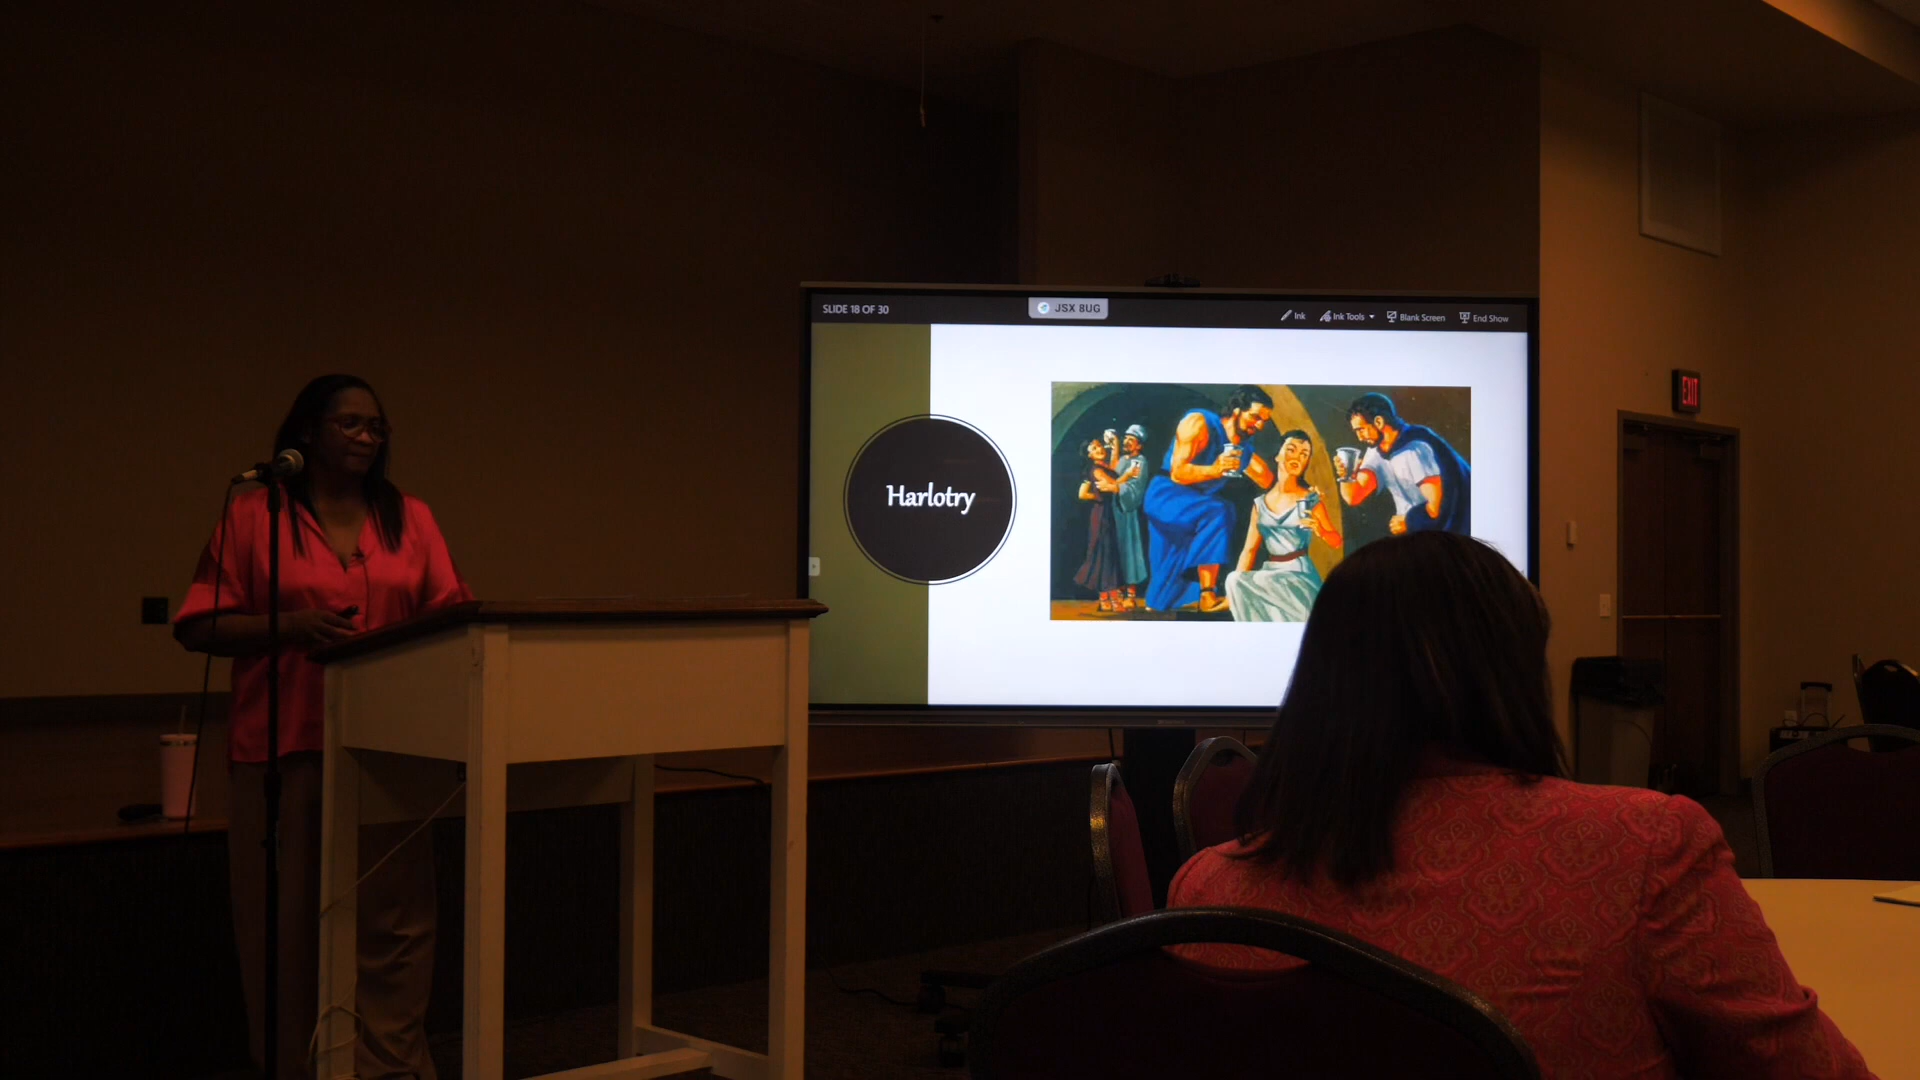 SLIDE 18 OF 30
JSX 8UG
Ink
Ink Tools
Blank Screen
End Show
EXIT
Harlotry